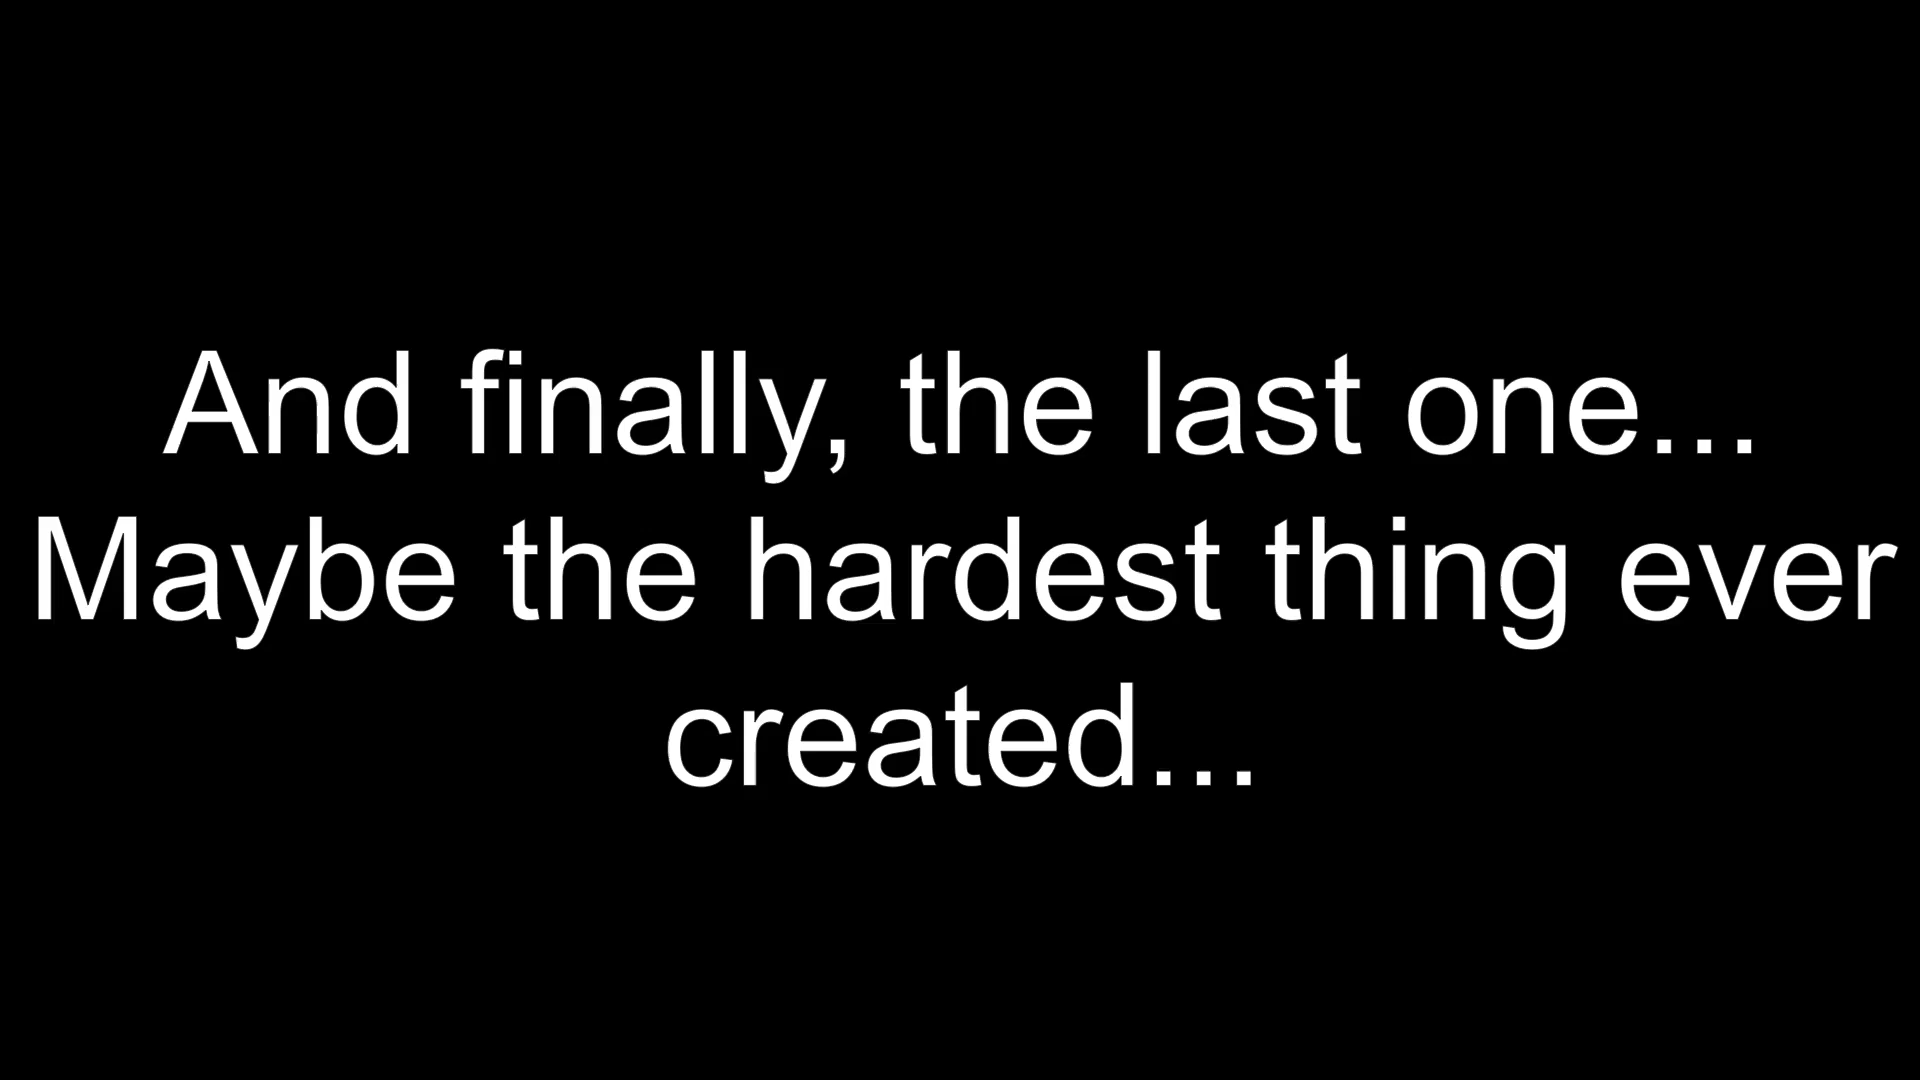 And finally, the last one...
Maybe the hardest thing ever
created...